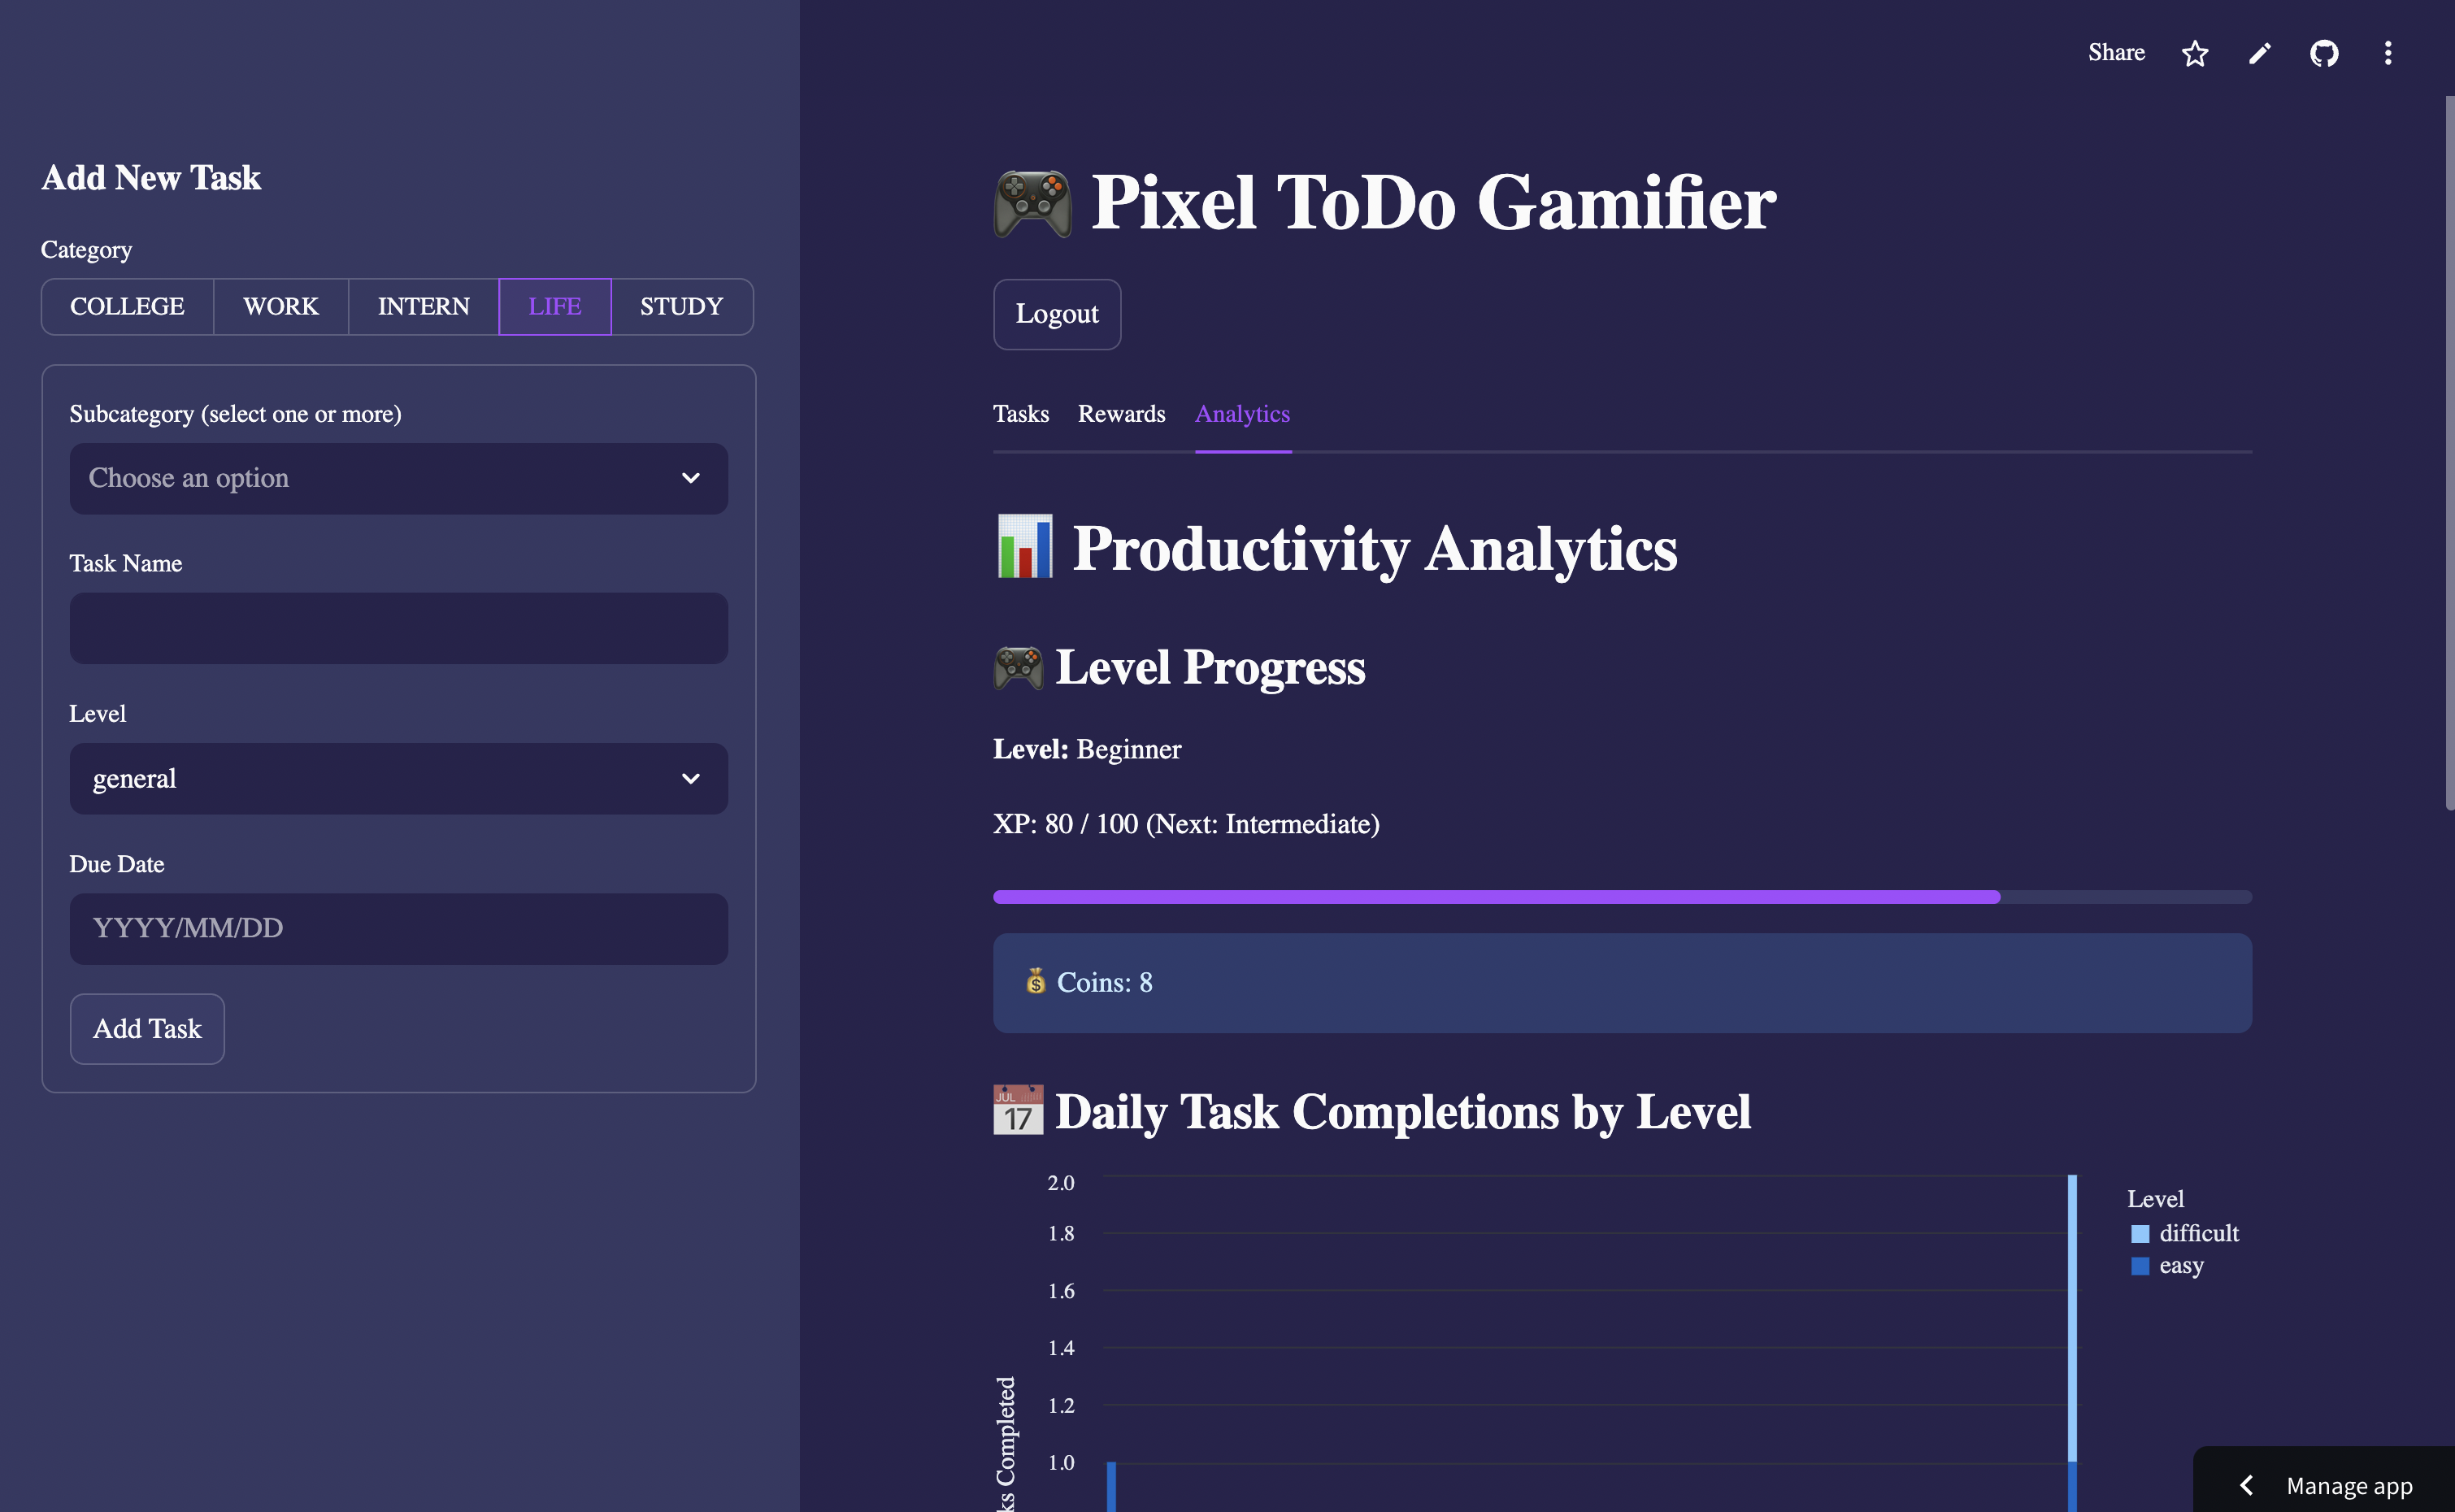 Share
Add New Task
Category
COLLEGE WORK INTERN LIFE STUDY
Subcategory (select one or more)
Choose an option
Task Name
Level
general
Due Date
YYYY/MM/DD
Add Task
Pixel ToDo Gamifier
Logout
Tasks Rewards Analytics
Productivity Analytics
Level Progress
Level: Beginner
XP: 80 / 100 (Next: Intermediate)
Coins: 8
JUL
17
Daily Task Completions by Level
2.0
1.8
1.6
1.4
1.2
1.0
Completed
Level
difficult
easy
Manage app